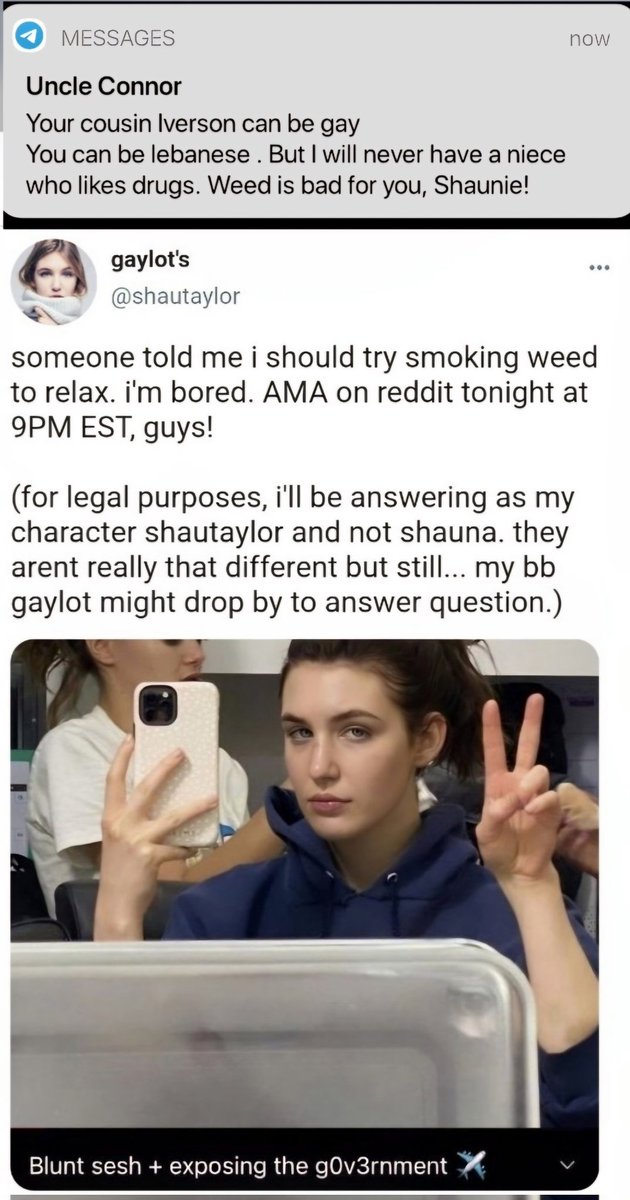 MESSAGES
now
Uncle Connor
Your cousin Iverson can be gay
You can be lebanese . But I will never have a niece
who likes drugs. Weed is bad for you, Shaunie!
gaylot's
@shautaylor
someone told me i should try smoking weed
to relax. i'm bored. AMA on reddit tonight at
9PM EST, guys!
(for legal purposes, i'll be answering as my
character shautaylor and not shauna. they
arent really that different but still... my bb
gaylot might drop by to answer question.)
Blunt sesh + exposing the g0v3rnment ✈️